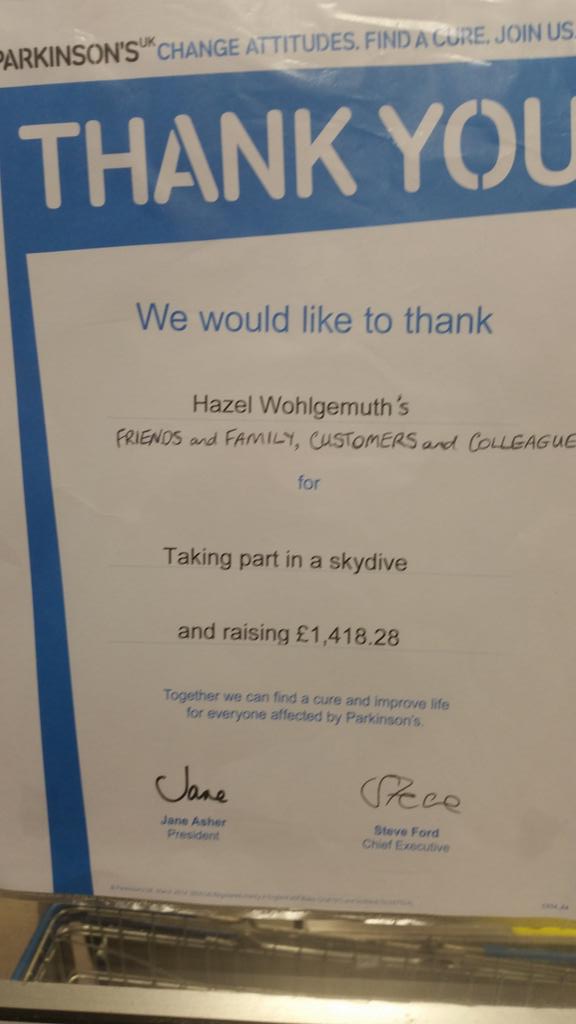 PARKINSON'S UK CHANGE ATTITUDES. FIND A CURE. JOIN US.
THANK YOU
We would like to thank
Hazel Wohlgemuth's
FRIENDS and FAMILY, CUSTOMERS and COLLEAGUE
for
Taking part in a skydive
and raising £1,418.28
Together we can find a cure and improve life
for everyone affected by Parkinson's.
Jane Steve
Jane Asher Steve Ford
President Chief Executive